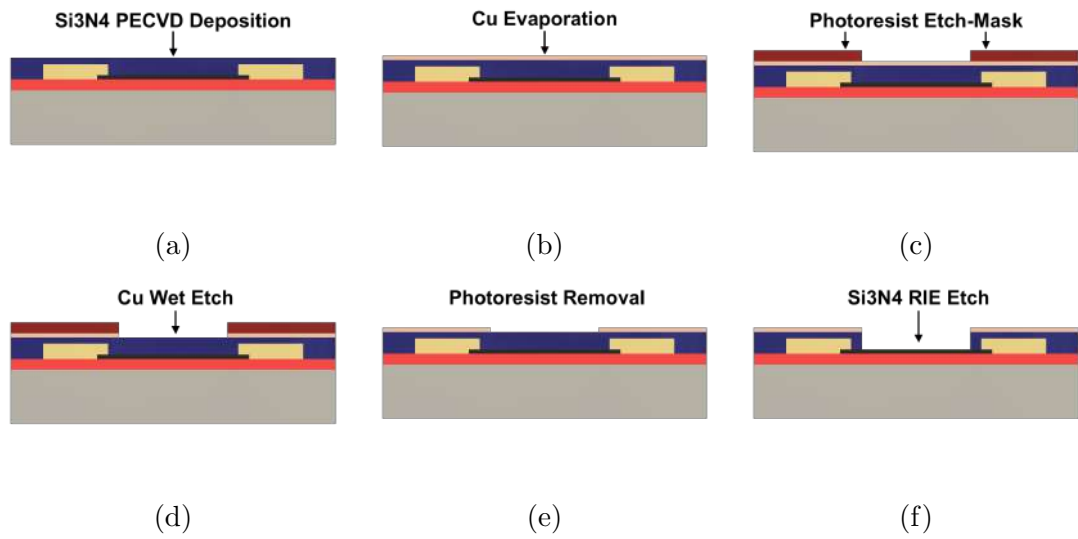 Si3N4 PECVD Deposition
Cu Evaporation
Photoresist Etch-Mask
(a)
(b)
(c)
Cu Wet Etch
Photoresist Removal
Si3N4 RIE Etch
(d)
(e)
(f)